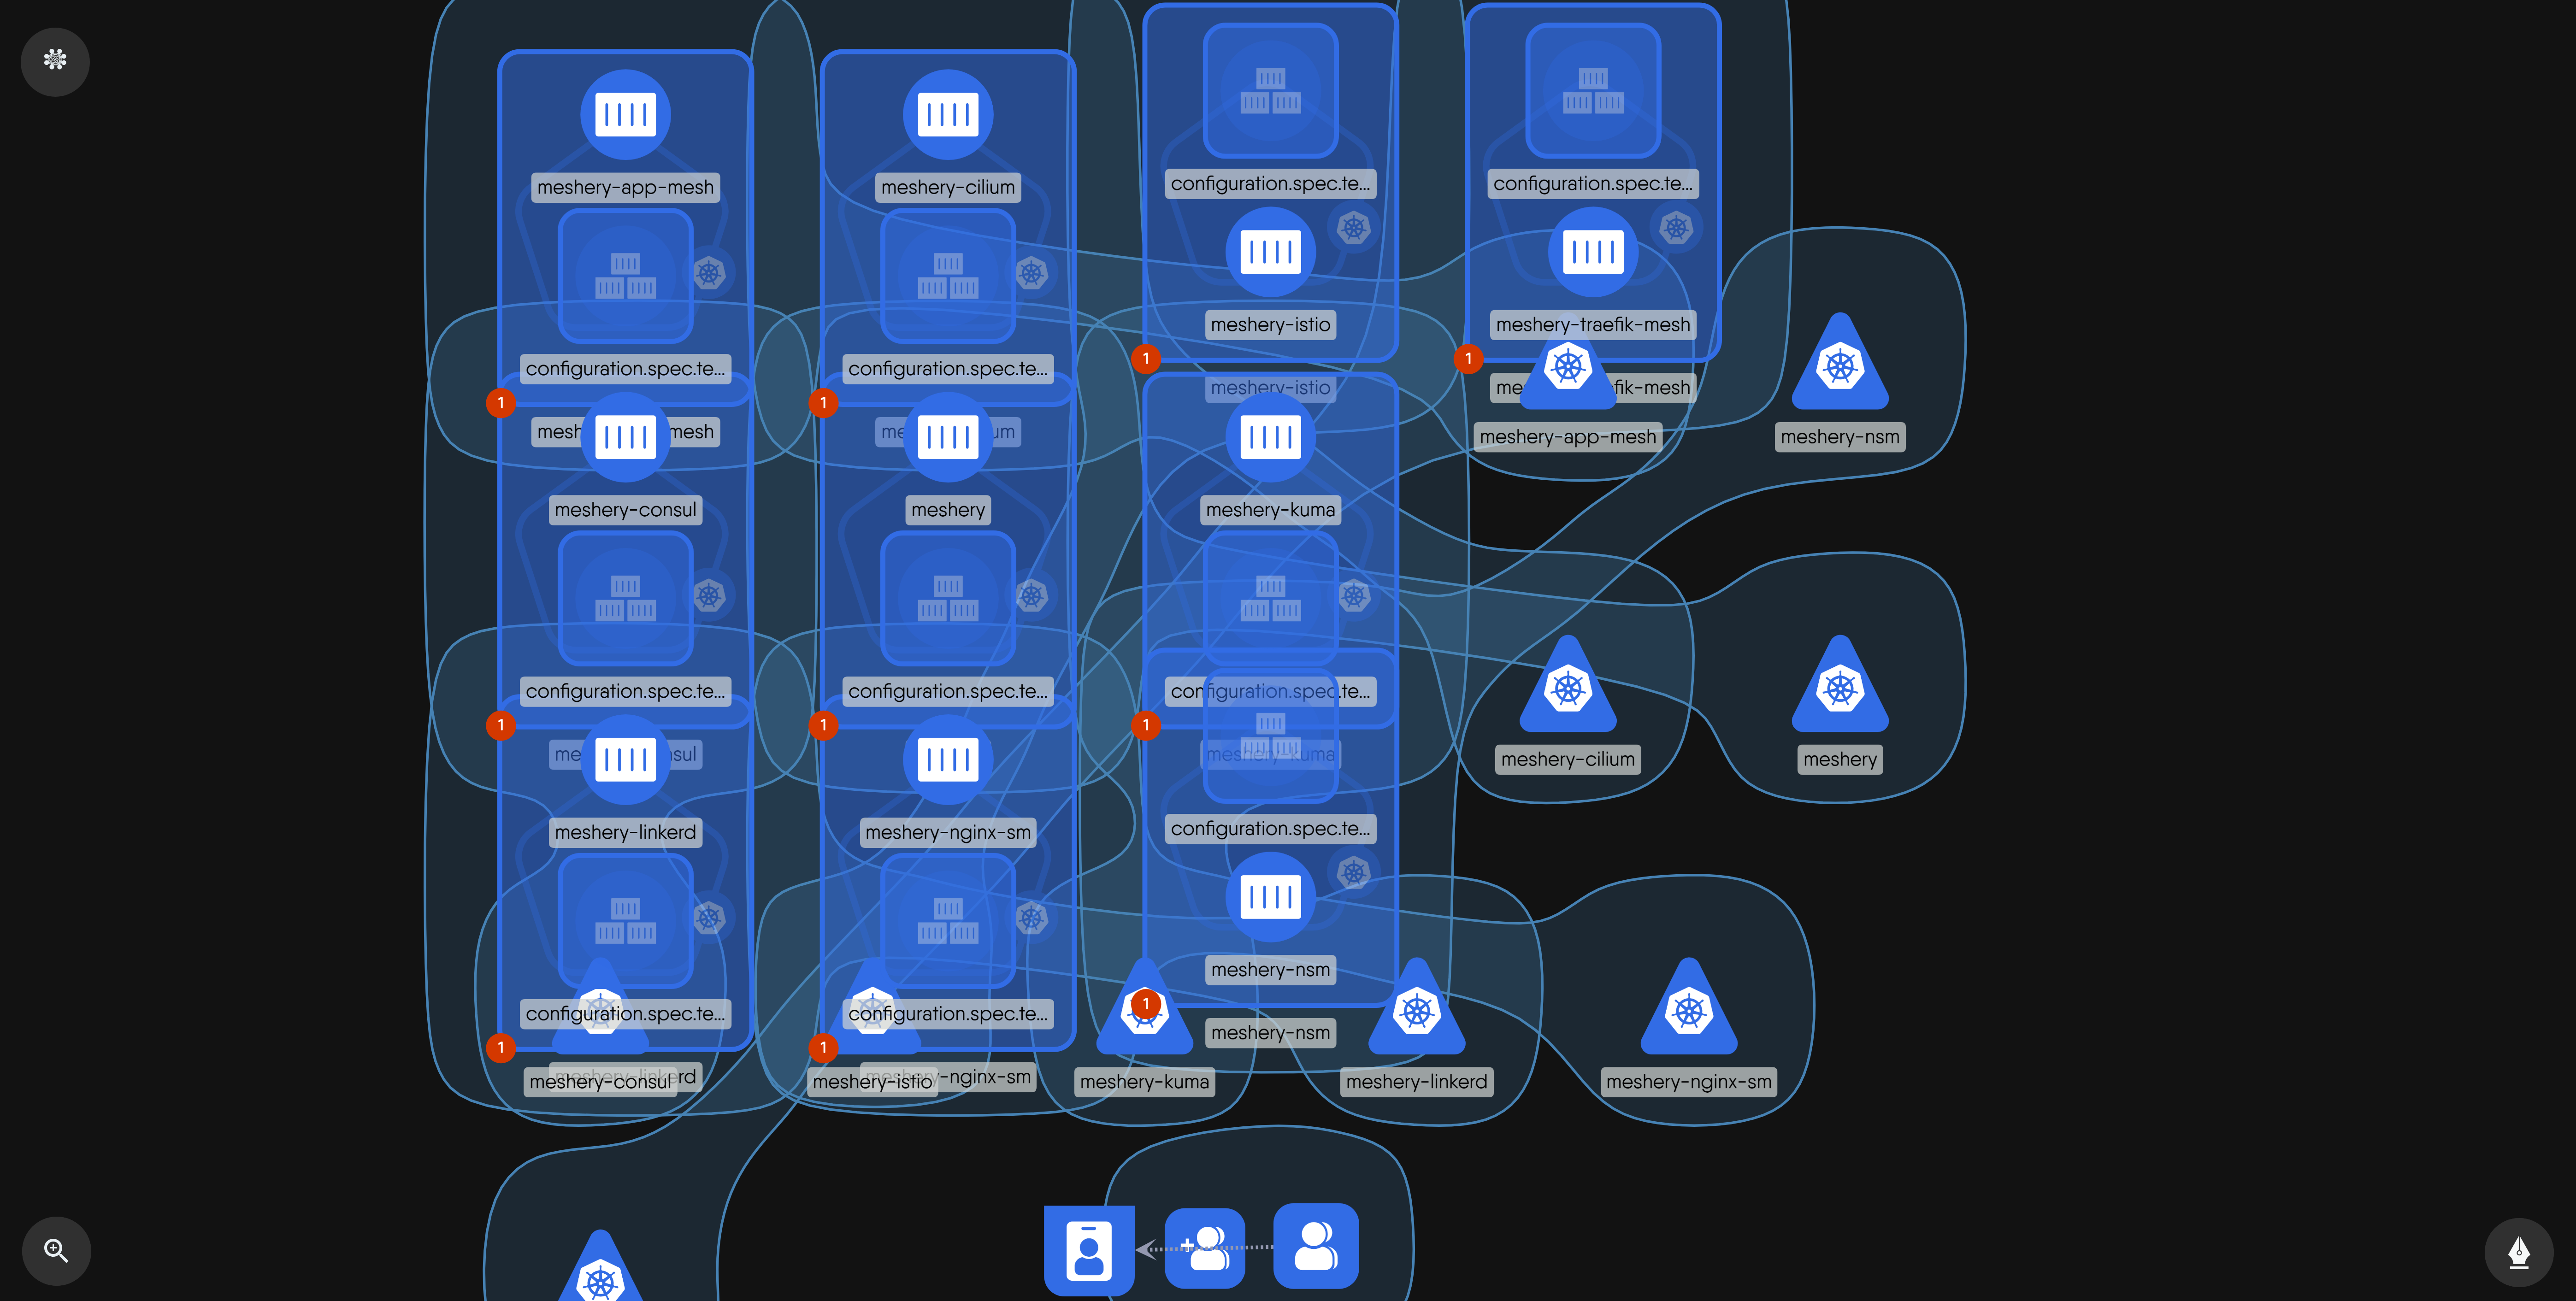 meshery-app-mesh
meshery-cilium
configuration.spec.te...
configuration.spec.te...
meshery-istio
meshery-traefik-mesh
configuration.spec.te...
configuration.spec.te...
1
1
meshery-istio
me
fik-mesh
1
1
mesh
mesh
me
um
meshery-app-mesh
meshery-nsm
meshery-consul
meshery
meshery-kuma
configuration.spec.te...
configuration.spec.te...
configuration.spec.te...
1
1
1
me
sul
meshery-kuma
meshery-cilium
meshery
meshery-linkerd
meshery-nginx-sm
configuration.spec.te...
meshery-nsm
configuration.spec.te...
configuration.spec.te...
1
meshery-nsm
1
1
meshery-linkerd
meshery-consul
meshery-istio
meshery-nginx-sm
meshery-kuma
meshery-linkerd
meshery-nginx-sm